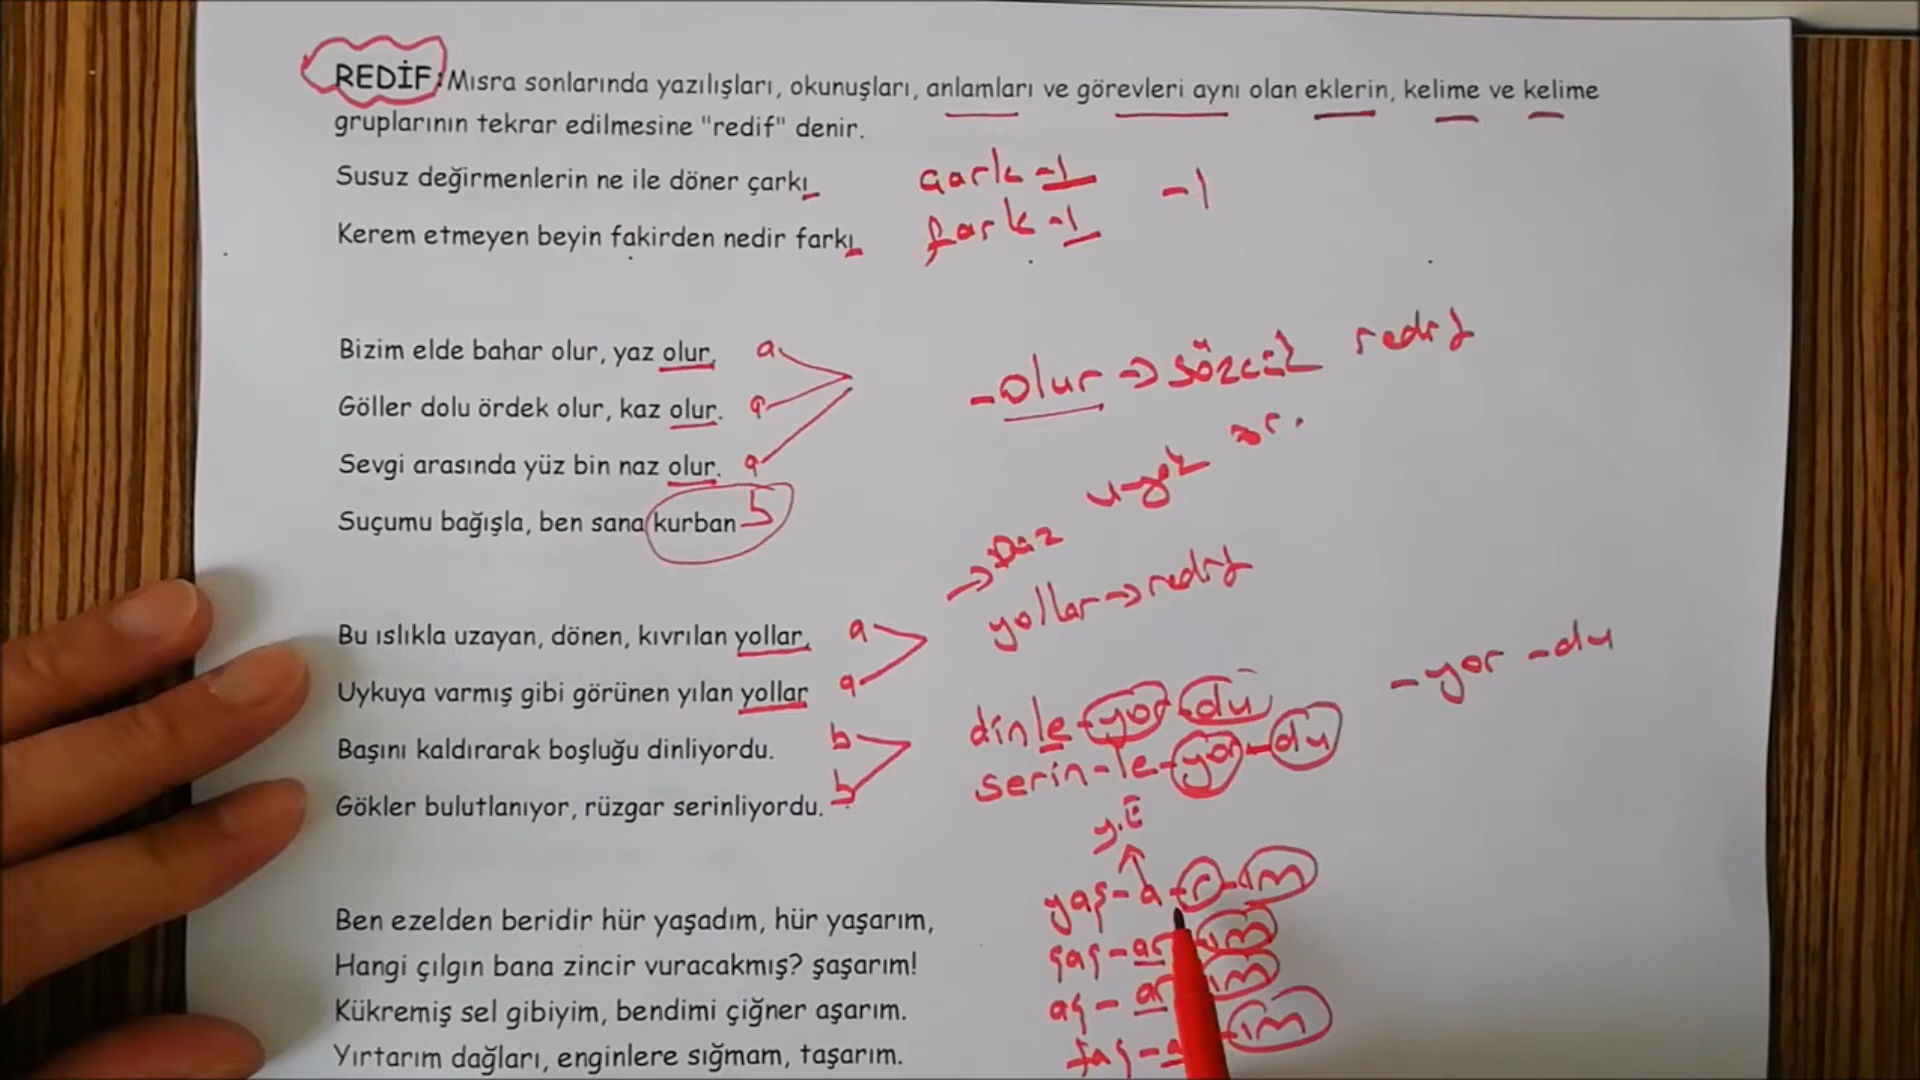 REDİF: Mısra sonlarında yazılışları, okunuşları, anlamları ve görevleri aynı olan eklerin, kelime ve kelime
gruplarının tekrar edilmesine "redif" denir.
Susuz değirmenlerin ne ile döner çarkı çark-ı -ı
Kerem etmeyen beyin fakirden nedir farkı fark-ı
Bizim elde bahar olur, yaz olur, a
Göller dolu ördek olur, kaz olur. a -olur → sözcük redif
Sevgi arasında yüz bin naz olur. a
Suçumu bağışla, ben sana kurban b
→ Düz uyak ör.
Bu ıslıkla uzayan, dönen, kıvrılan yollar, a yollar → redif
Uykuya varmış gibi görünen yılan yollar a
Başını kaldırarak boşluğu dinliyordu. b dinle-yor-du -yor -du
Gökler bulutlanıyor, rüzgar serinliyordu. b serin-le-yor-du
y.E
Ben ezelden beridir hür yaşadım, hür yaşarım, yaş-a-r-ım
Hangi çılgın bana zincir vuracakmış? şaşarım! şaş-ar ım
Kükremiş sel gibiyim, bendimi çiğner aşarım. aş-ar ım
Yırtarım dağları, enginlere sığmam, taşarım. taş-a -ım